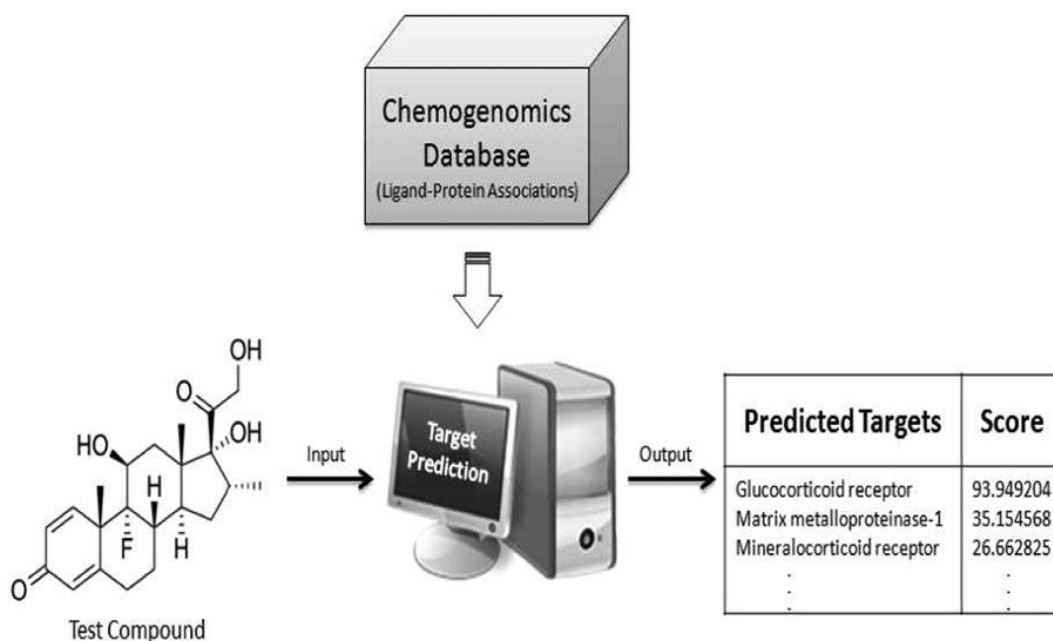 Chemogenomics
Database
(Ligand-Protein Associations)
OH
O
HO
OH
H
F
H
H
O
Test Compound
Input
Target
Prediction
Output
Predicted Targets Score
Glucocorticoid receptor 93.949204
Matrix metalloproteinase-1 35.154568
Mineralocorticoid receptor 26.662825
: :
: :